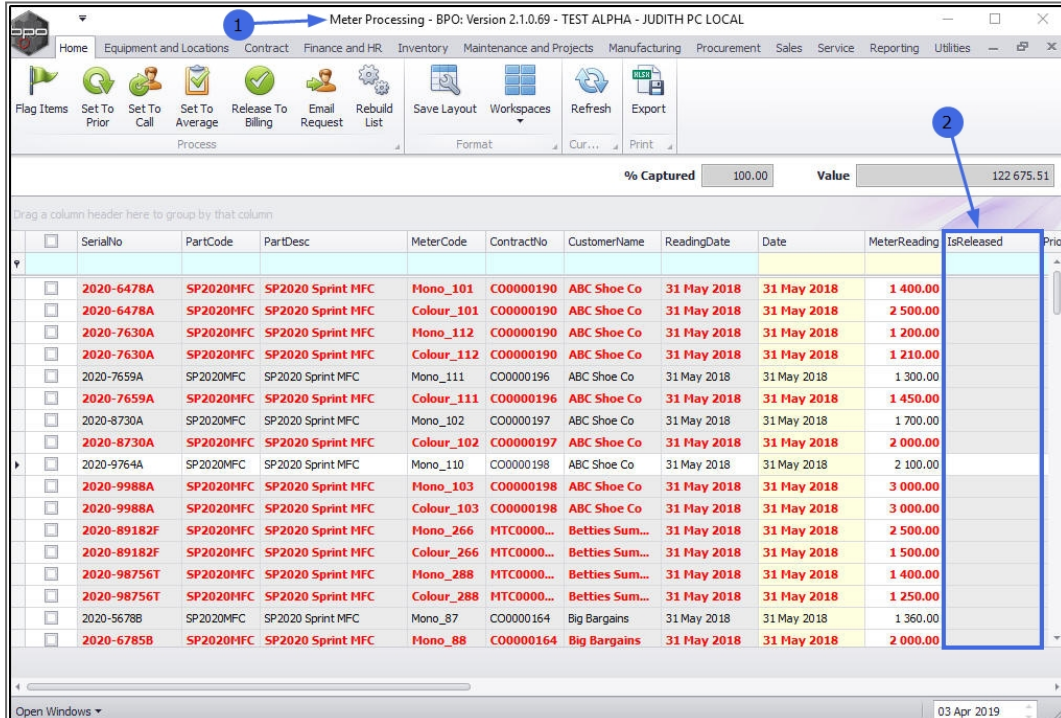 1
Meter Processing - BPO: Version 2.1.0.69 - TEST ALPHA - JUDITH PC LOCAL
bpo
Home Equipment and Locations Contract Finance and HR Inventory Maintenance and Projects Manufacturing Procurement Sales Service Reporting Utilities
Flag Items Set To Prior Set To Call Set To Average Release To Billing Email Request Rebuild List Save Layout Workspaces Refresh Export
XLSX
Process Format Cur... Print
2
% Captured 100.00 Value 122 675.51
Drag a column header here to group by that column
SerialNo PartCode PartDesc MeterCode ContractNo CustomerName ReadingDate Date MeterReading IsReleased Pric
2020-6478A SP2020MFC SP2020 Sprint MFC Mono_101 CO0000190 ABC Shoe Co 31 May 2018 31 May 2018 1 400.00
2020-6478A SP2020MFC SP2020 Sprint MFC Colour_101 CO0000190 ABC Shoe Co 31 May 2018 31 May 2018 2 500.00
2020-7630A SP2020MFC SP2020 Sprint MFC Mono_112 CO0000190 ABC Shoe Co 31 May 2018 31 May 2018 1 200.00
2020-7630A SP2020MFC SP2020 Sprint MFC Colour_112 CO0000190 ABC Shoe Co 31 May 2018 31 May 2018 1 210.00
2020-7659A SP2020MFC SP2020 Sprint MFC Mono_111 CO0000196 ABC Shoe Co 31 May 2018 31 May 2018 1 300.00
2020-7659A SP2020MFC SP2020 Sprint MFC Colour_111 CO0000196 ABC Shoe Co 31 May 2018 31 May 2018 1 450.00
2020-8730A SP2020MFC SP2020 Sprint MFC Mono_102 CO0000197 ABC Shoe Co 31 May 2018 31 May 2018 1 700.00
2020-8730A SP2020MFC SP2020 Sprint MFC Colour_102 CO0000197 ABC Shoe Co 31 May 2018 31 May 2018 2 000.00
2020-9764A SP2020MFC SP2020 Sprint MFC Mono_110 CO0000198 ABC Shoe Co 31 May 2018 31 May 2018 2 100.00
2020-9988A SP2020MFC SP2020 Sprint MFC Mono_103 CO0000198 ABC Shoe Co 31 May 2018 31 May 2018 3 000.00
2020-9988A SP2020MFC SP2020 Sprint MFC Colour_103 CO0000198 ABC Shoe Co 31 May 2018 31 May 2018 3 000.00
2020-89182F SP2020MFC SP2020 Sprint MFC Mono_266 MTC0000... Betties Sum... 31 May 2018 31 May 2018 2 500.00
2020-89182F SP2020MFC SP2020 Sprint MFC Colour_266 MTC0000... Betties Sum... 31 May 2018 31 May 2018 1 500.00
2020-98756T SP2020MFC SP2020 Sprint MFC Mono_288 MTC0000... Betties Sum... 31 May 2018 31 May 2018 1 400.00
2020-98756T SP2020MFC SP2020 Sprint MFC Colour_288 MTC0000... Betties Sum... 31 May 2018 31 May 2018 1 250.00
2020-5678B SP2020MFC SP2020 Sprint MFC Mono_87 CO0000164 Big Bargains 31 May 2018 31 May 2018 1 360.00
2020-6785B SP2020MFC SP2020 Sprint MFC Mono_88 CO0000164 Big Bargains 31 May 2018 31 May 2018 2 000.00
Open Windows 03 Apr 2019